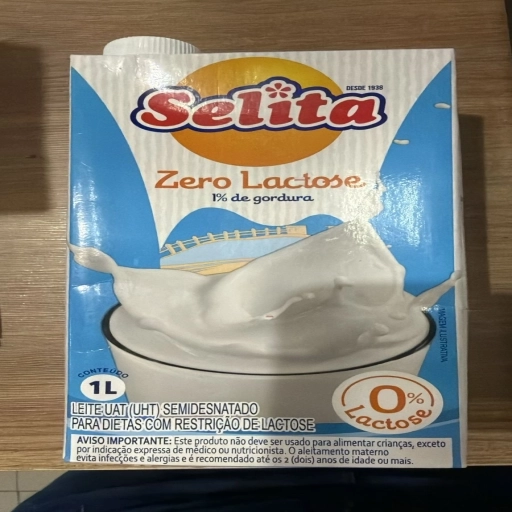 DESDE 1938
Selita
Zero Lactose
1% de gordura
IMAGEM ILUSTRATIVA
CONTEÚDO
1L
0%
Lactose
LEITE UAT (UHT) SEMIDESNATADO
PARA DIETAS COM RESTRIÇÃO DE LACTOSE
AVISO IMPORTANTE: Este produto não deve ser usado para alimentar crianças, exceto
por indicação expressa de médico ou nutricionista. O aleitamento materno
evita infecções e alergias e é recomendado até os 2 (dois) anos de idade ou mais.